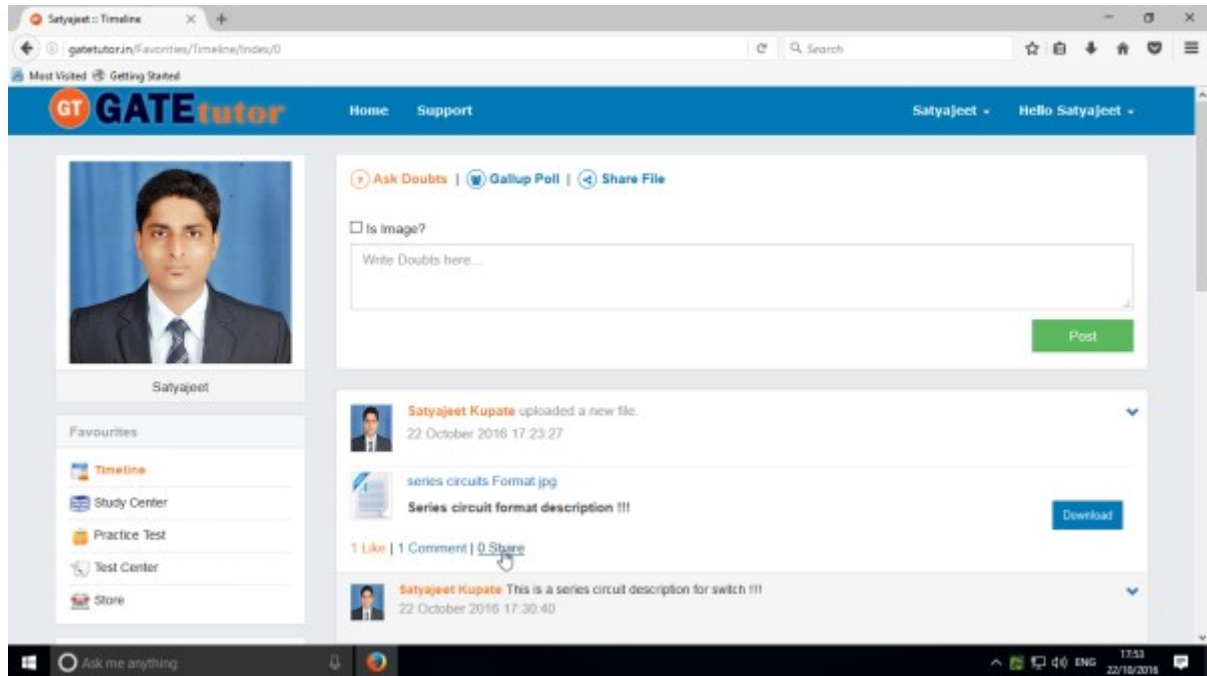 Satyajeet :: Timeline
gatetutor.in/Favorities/Timeline/Index/0
Search
Most Visited Getting Started
GT GATEtutor
Home Support Satyajeet Hello Satyajeet
Ask Doubts | Gallup Poll | Share File
Is Image?
Write Doubts here...
Post
Satyajeet
Favourites
Timeline
Study Center
Practice Test
Test Center
Store
Satyajeet Kupate uploaded a new file.
22 October 2016 17:23:27
series circuits Format.jpg
Series circuit format description !!!
Download
1 Like | 1 Comment | 0 Share
Satyajeet Kupate This is a series circuit description for switch !!!
22 October 2016 17:30:40
Ask me anything
ENG
17:53
22/10/2016